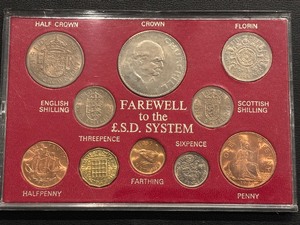 HALF CROWN
CROWN
FLORIN
ENGLISH
SHILLING
FAREWELL
to the
£.S.D. SYSTEM
SCOTTISH
SHILLING
THREEPENCE
SIXPENCE
HALFPENNY
FARTHING
PENNY